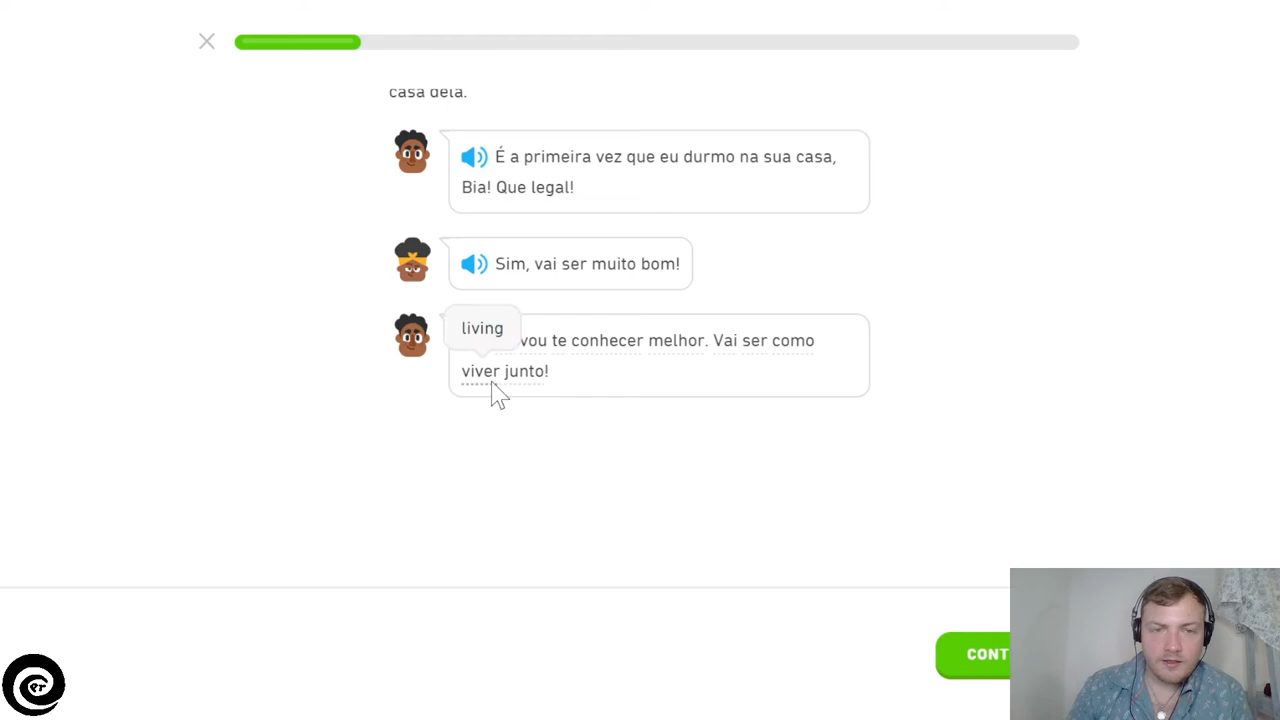 casa dela.
É a primeira vez que eu durmo na sua casa,
Bia! Que legal!
Sim, vai ser muito bom!
living
vou te conhecer melhor. Vai ser como
viver junto!
CONT